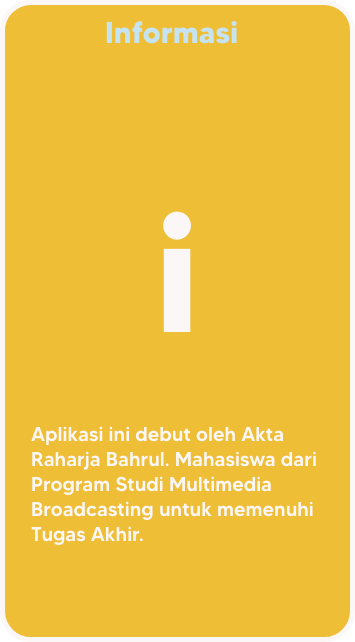 Informasi
i
Aplikasi ini debut oleh Akta
Raharja Bahrul. Mahasiswa dari
Program Studi Multimedia
Broadcasting untuk memenuhi
Tugas Akhir.